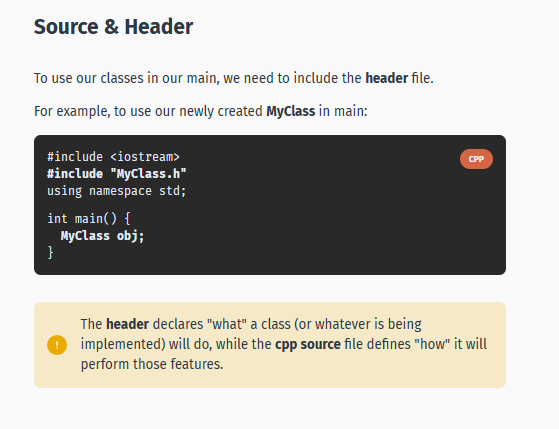 Source & Header
To use our classes in our main, we need to include the header file.
For example, to use our newly created MyClass in main:
#include <iostream>
CPP
#include "MyClass.h"
using namespace std;
int main() {
MyClass obj;
}
The header declares "what" a class (or whatever is being
! implemented) will do, while the cpp source file defines "how" it will
perform those features.